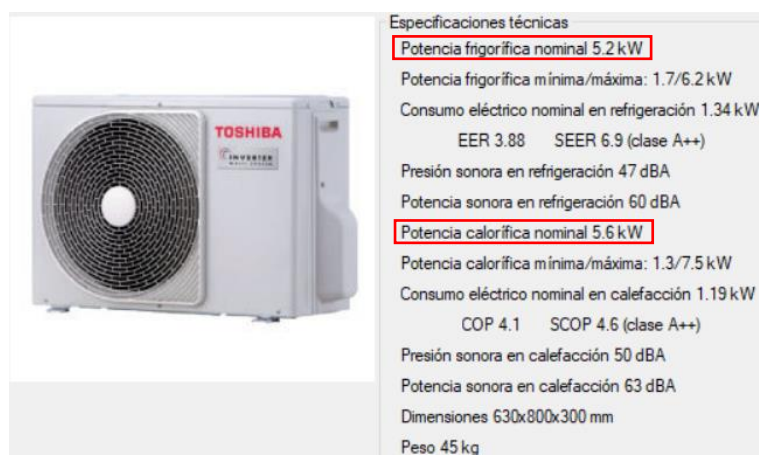 Especificaciones técnicas
Potencia frigorífica nominal 5.2 kW
Potencia frigorífica mínima/máxima: 1.7/6.2 kW
Consumo eléctrico nominal en refrigeración 1.34 kW
EER 3.88 SEER 6.9 (clase A++)
Presión sonora en refrigeración 47 dBA
Potencia sonora en refrigeración 60 dBA
Potencia calorífica nominal 5.6 kW
Potencia calorífica mínima/máxima: 1.3/7.5 kW
Consumo eléctrico nominal en calefacción 1.19 kW
COP 4.1 SCOP 4.6 (clase A++)
Presión sonora en calefacción 50 dBA
Potencia sonora en calefacción 63 dBA
Dimensiones 630x800x300 mm
Peso 45 kg
TOSHIBA
INVERTER